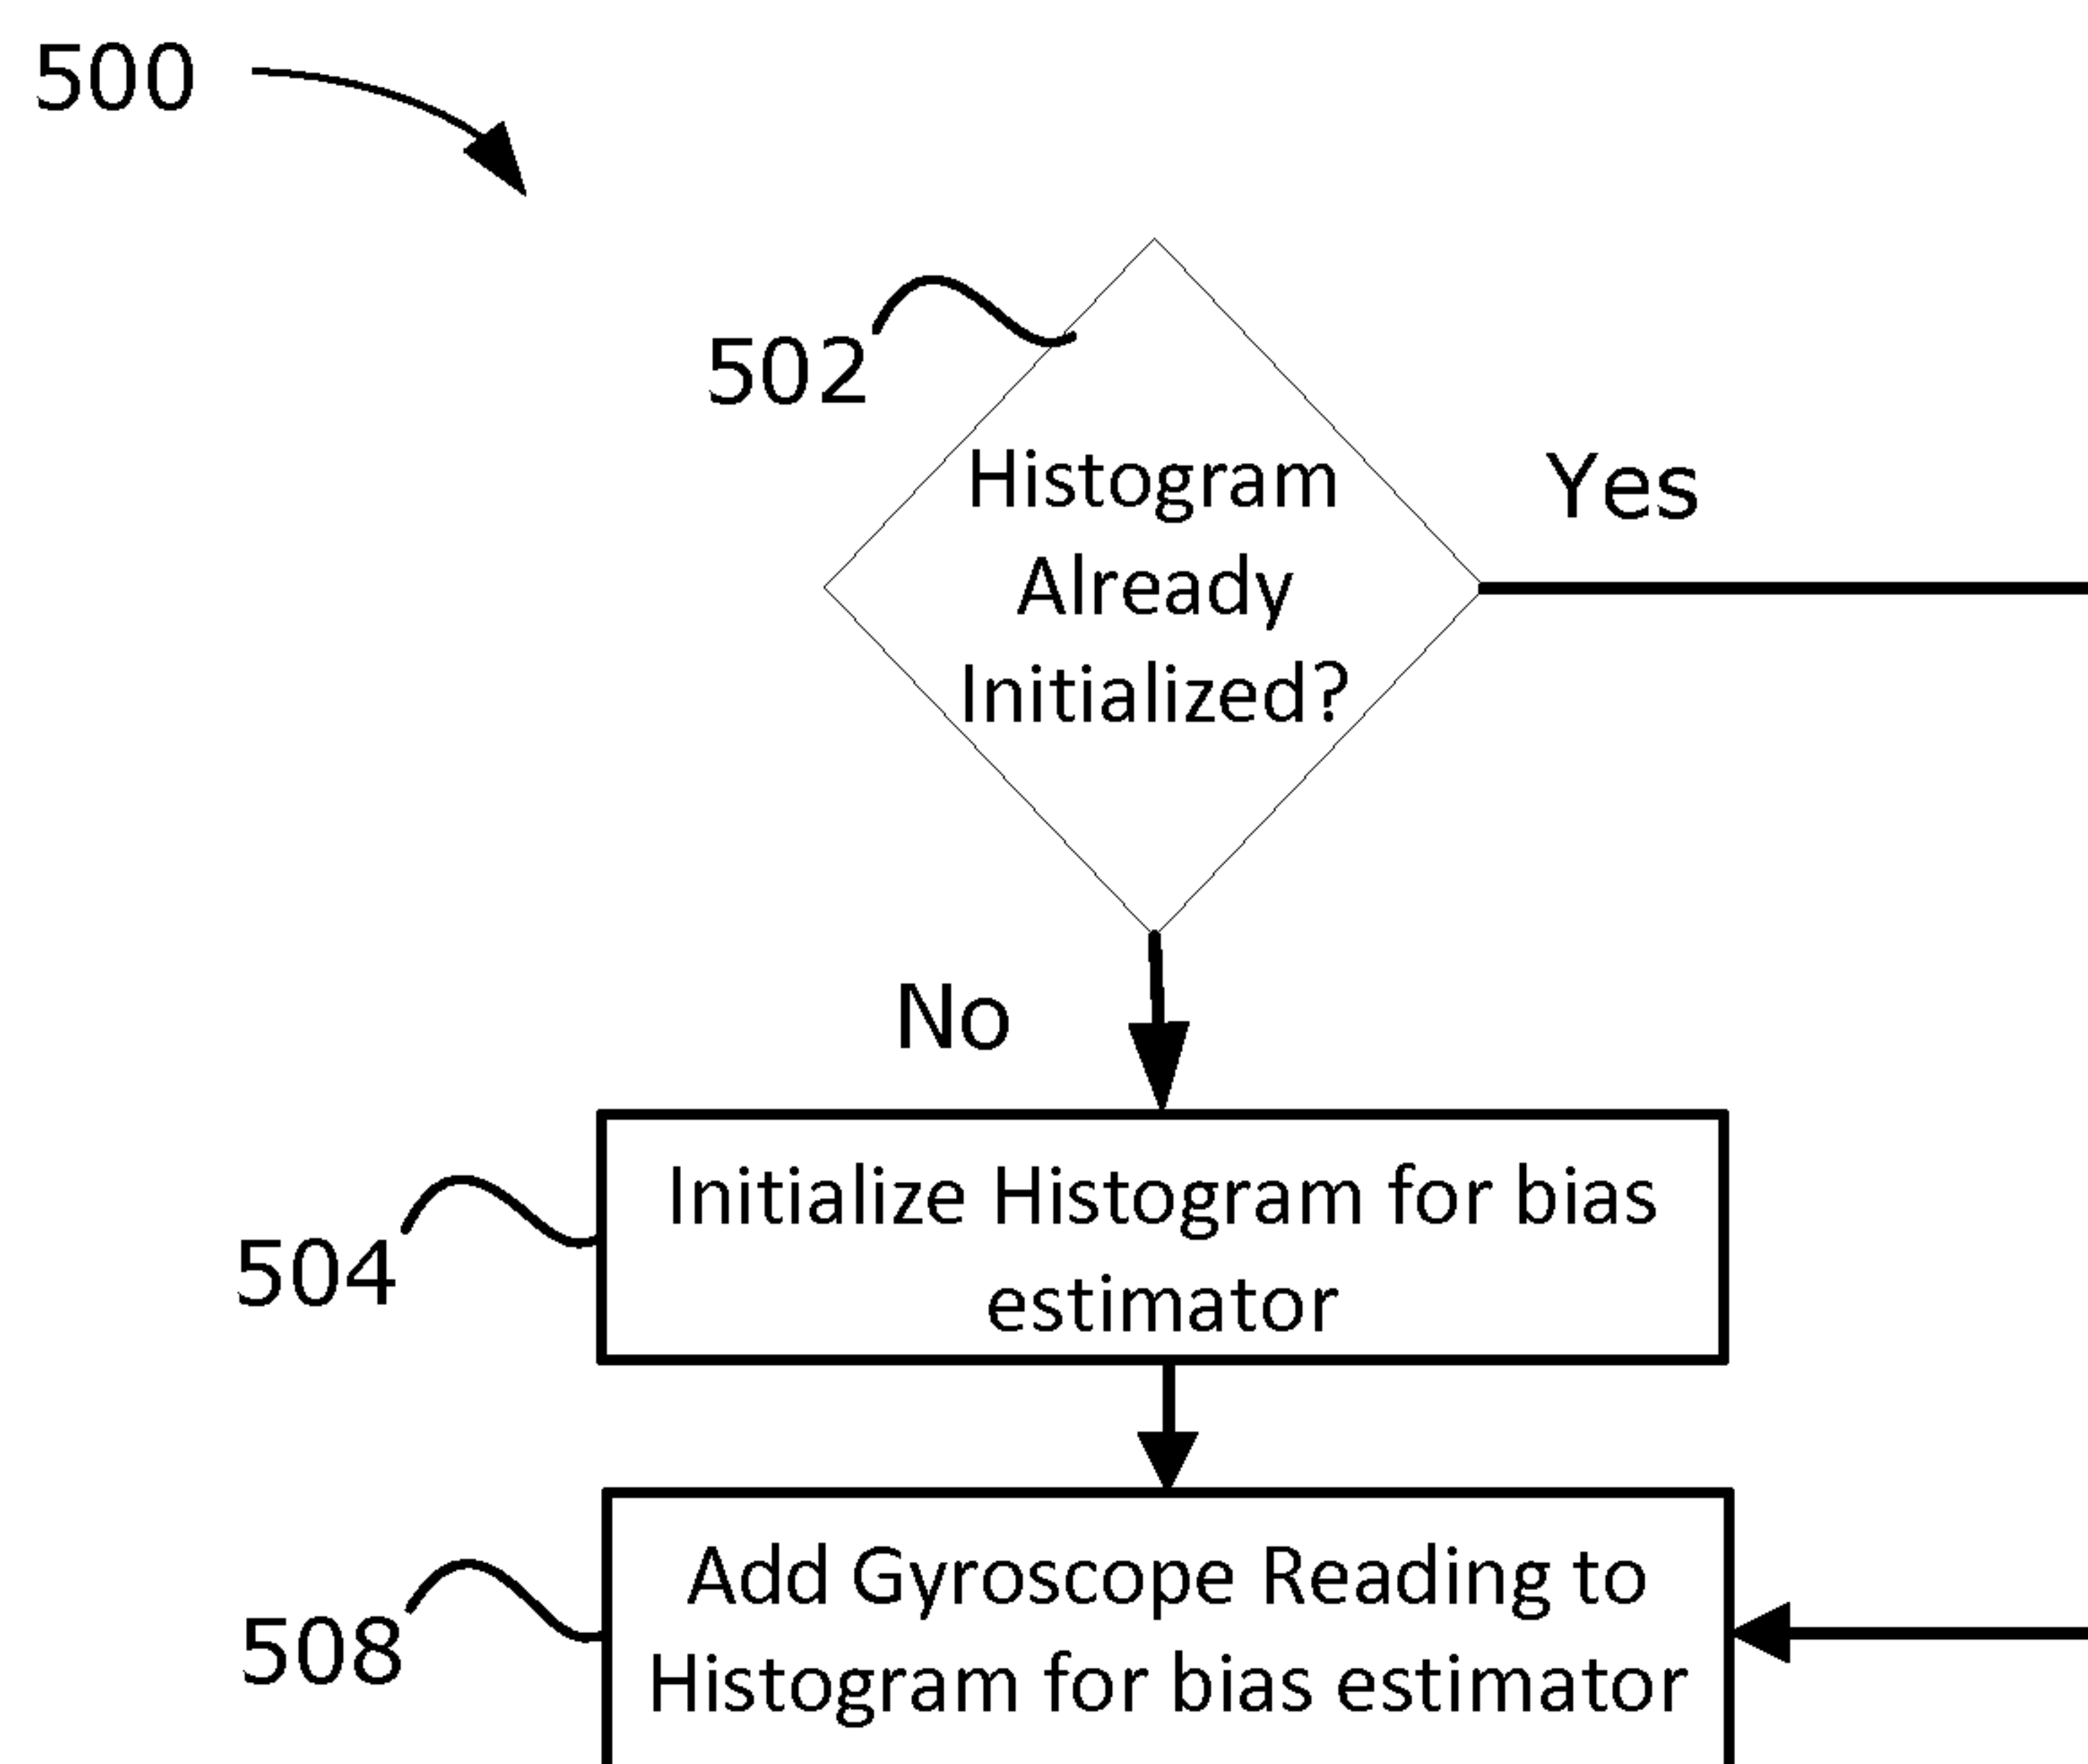 500
502
Histogram
Already
Initialized?
Yes
No
504
Initialize Histogram for bias
estimator
508
Add Gyroscope Reading to
Histogram for bias estimator